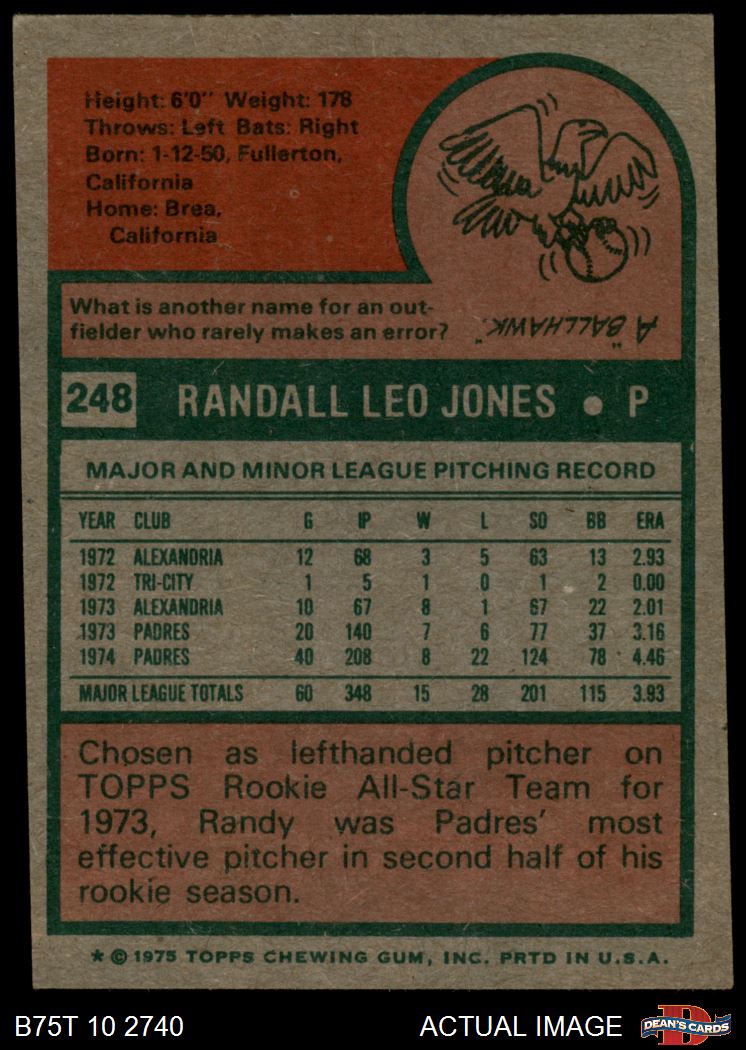 Height: 6'0" Weight: 178
Throws: Left Bats: Right
Born: 1-12-50, Fullerton,
California
Home: Brea,
California
What is another name for an out-
fielder who rarely makes an error?
A "BALLHAWK."
248 RANDALL LEO JONES • P
MAJOR AND MINOR LEAGUE PITCHING RECORD
YEAR CLUB G IP W L SO BB ERA
1972 ALEXANDRIA 12 68 3 5 63 13 2.93
1972 TRI-CITY 1 5 1 0 1 2 0.00
1973 ALEXANDRIA 10 67 8 1 67 22 2.01
1973 PADRES 20 140 7 6 77 37 3.16
1974 PADRES 40 208 8 22 124 78 4.46
MAJOR LEAGUE TOTALS 60 348 15 28 201 115 3.93
Chosen as lefthanded pitcher on
TOPPS Rookie All-Star Team for
1973, Randy was Padres' most
effective pitcher in second half of his
rookie season.
* © 1975 TOPPS CHEWING GUM, INC. PRTD IN U.S.A.
B75T 10 2740 ACTUAL IMAGE D DEAN'S CARDS